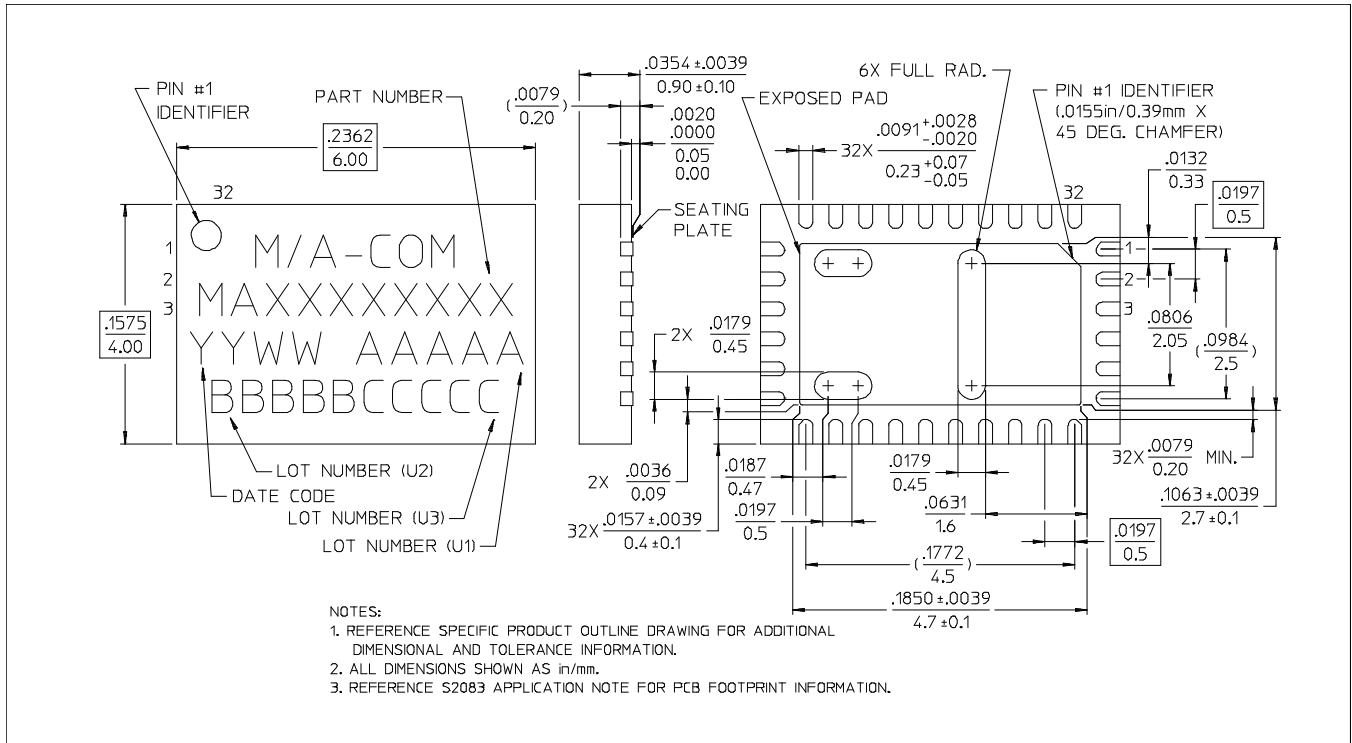 PIN #1
IDENTIFIER
PART NUMBER
.2362
6.00
32
1
2
3
.1575
4.00
M/A-COM
MAXXXXXXXXX
YYWW AAAAA
BBBBBCCCCC
LOT NUMBER (U2)
DATE CODE
LOT NUMBER (U3)
LOT NUMBER (U1)
.0354 ±.0039
0.90 ±0.10
(.0079
0.20)
.0020
.0000
0.05
0.00
SEATING
PLATE
6X FULL RAD.
EXPOSED PAD
PIN #1 IDENTIFIER
(.0155in/0.39mm X
45 DEG. CHAMFER)
32X .0091 +.0028
-.0020
0.23 +0.07
-0.05
32
.0132
0.33
.0197
0.5
1
2
3
2X .0179
0.45
.0806
2.05
(.0984
2.5)
2X .0036
0.09
.0187
0.47
.0179
0.45
32X .0079
0.20 MIN.
32X .0157 ±.0039
0.4 ±0.1
.0197
0.5
.0631
1.6
.1063 ±.0039
2.7 ±0.1
.0197
0.5
(.1772
4.5)
.1850 ±.0039
4.7 ±0.1
NOTES:
1. REFERENCE SPECIFIC PRODUCT OUTLINE DRAWING FOR ADDITIONAL
DIMENSIONAL AND TOLERANCE INFORMATION.
2. ALL DIMENSIONS SHOWN AS in/mm.
3. REFERENCE S2083 APPLICATION NOTE FOR PCB FOOTPRINT INFORMATION.